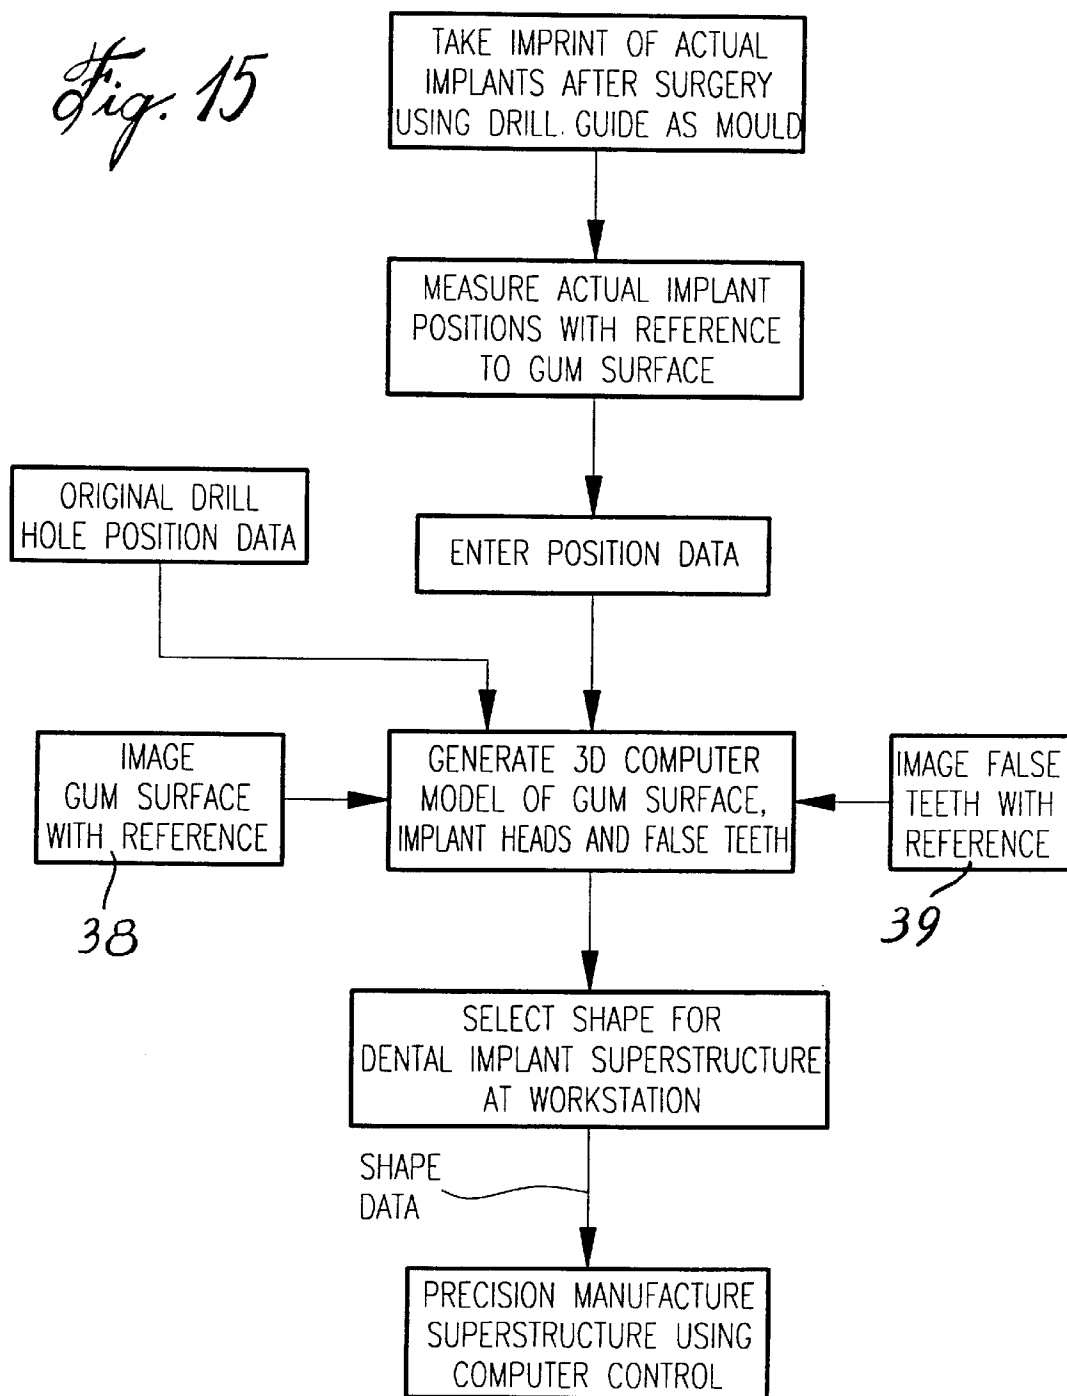 Fig. 15
TAKE IMPRINT OF ACTUAL
IMPLANTS AFTER SURGERY
USING DRILL. GUIDE AS MOULD
MEASURE ACTUAL IMPLANT
POSITIONS WITH REFERENCE
TO GUM SURFACE
ORIGINAL DRILL
HOLE POSITION DATA
ENTER POSITION DATA
IMAGE
GUM SURFACE
WITH REFERENCE
38
GENERATE 3D COMPUTER
MODEL OF GUM SURFACE,
IMPLANT HEADS AND FALSE TEETH
IMAGE FALSE
TEETH WITH
REFERENCE
39
SELECT SHAPE FOR
DENTAL IMPLANT SUPERSTRUCTURE
AT WORKSTATION
SHAPE
DATA
PRECISION MANUFACTURE
SUPERSTRUCTURE USING
COMPUTER CONTROL